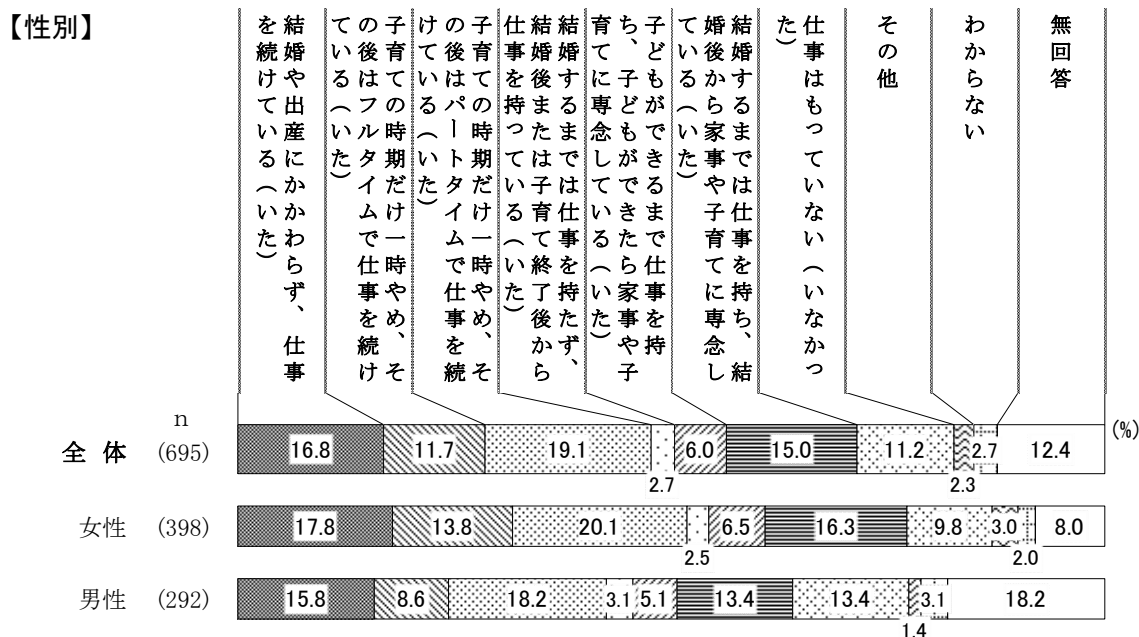 【性別】
結婚や出産にかかわらず、仕事
を続けている（いた）
子育ての時期だけ一時やめ、そ
の後はフルタイムで仕事を続け
ている（いた）
子育ての時期だけ一時やめ、そ
の後はパートタイムで仕事を続
けている（いた）
結婚するまでは仕事を持たず、
結婚後または子育て終了後から
仕事を持っている（いた）
子どもができるまで仕事を持
ち、子どもができたら家事や子
育てに専念している（いた）
結婚するまでは仕事を持ち、結
婚後から家事や子育てに専念し
ている（いた）
仕事はもっていない（いなかっ
た）
その他
わからない
無回答
n
(%)
全体 (695) 16.8 11.7 19.1 2.7 6.0 15.0 11.2 2.3 2.7 12.4
女性 (398) 17.8 13.8 20.1 2.5 6.5 16.3 9.8 3.0 2.0 8.0
男性 (292) 15.8 8.6 18.2 3.1 5.1 13.4 13.4 1.4 3.1 18.2